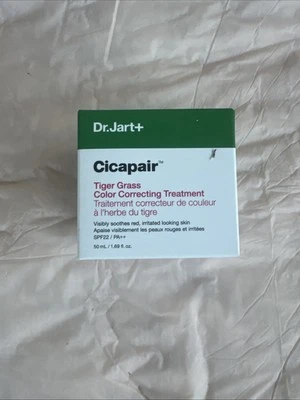 Dr.Jart+
Cicapair™
Tiger Grass
Color Correcting Treatment
Traitement correcteur de couleur
à l'herbe du tigre
Visibly soothes red, irritated looking skin
Apaise visiblement les peaux rouges et irritées
SPF22 / PA++
50 mL / 1.69 fl. oz.